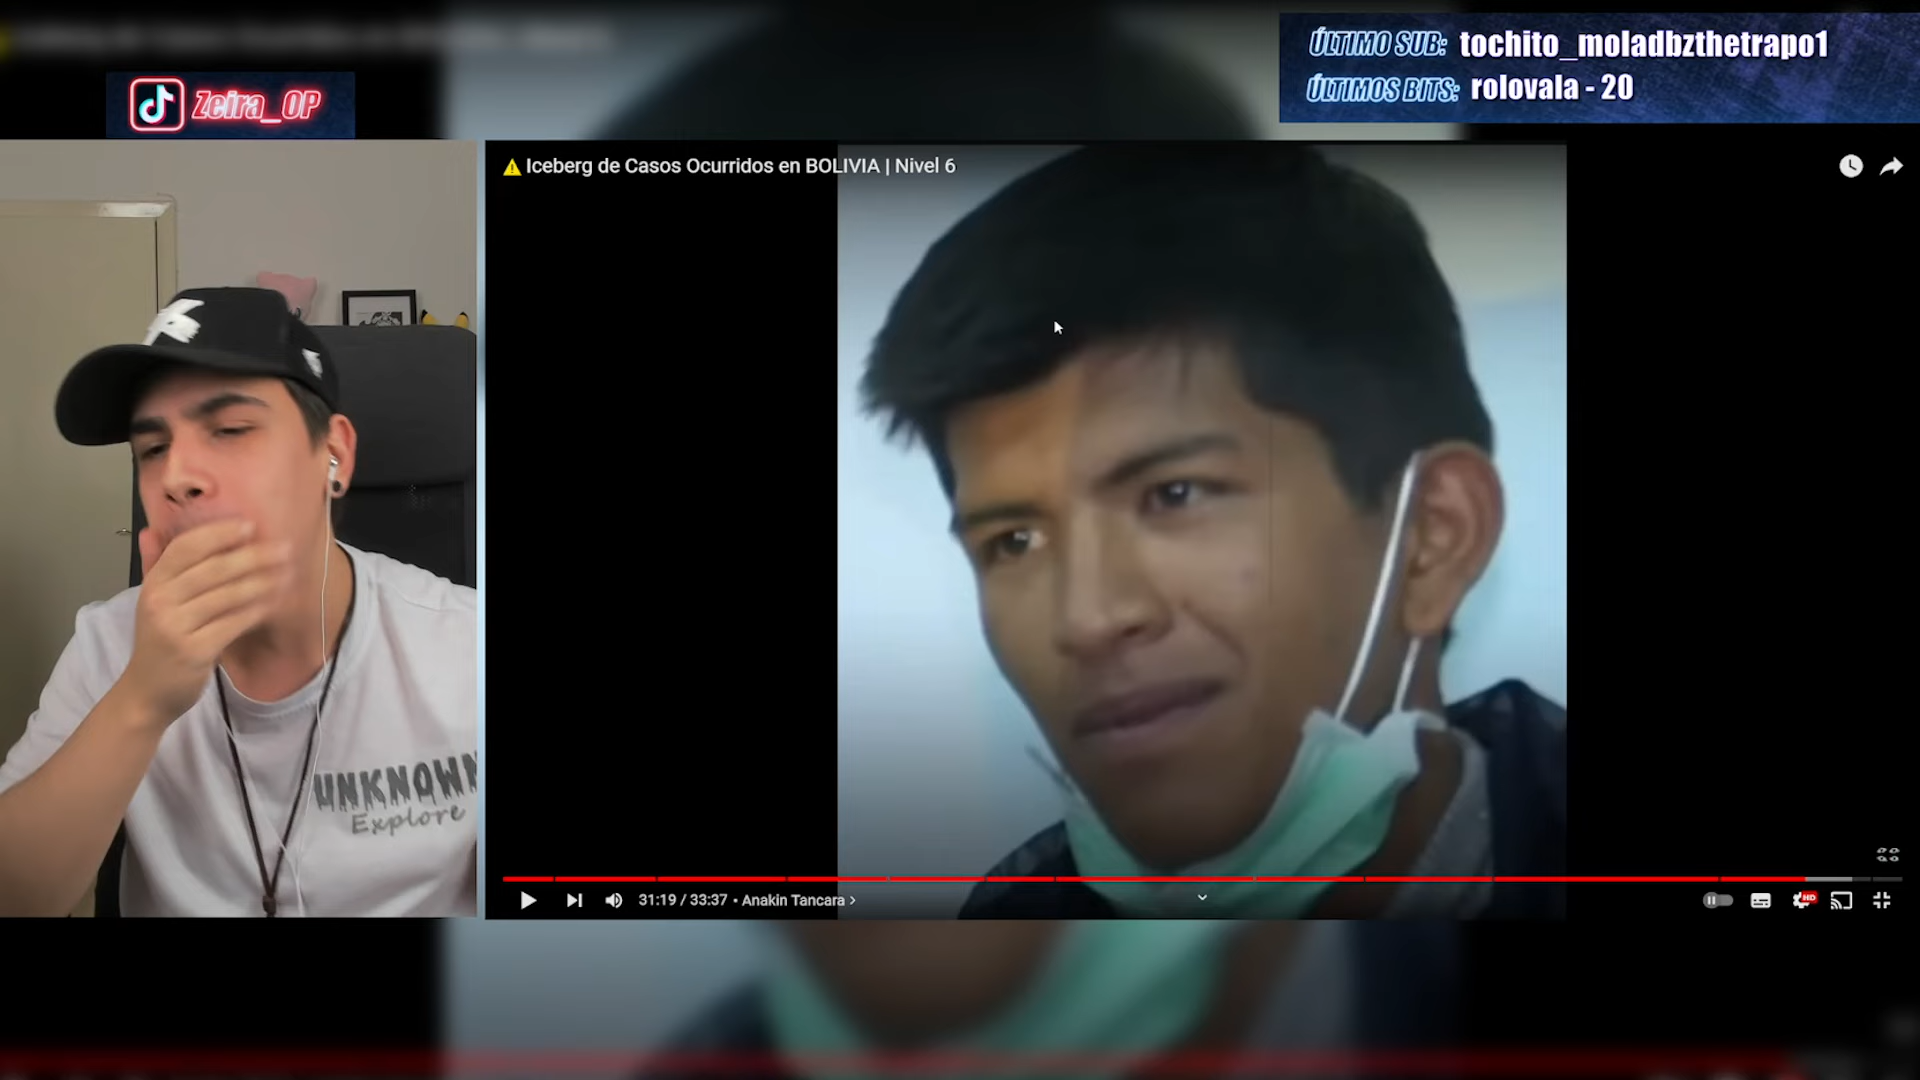 Zeira_OP
ÚLTIMO SUB: tochito_moladbzthetrapo1
ÚLTIMOS BITS: rolovala - 20
Iceberg de Casos Ocurridos en BOLIVIA | Nivel 6
UNKNOWN
Explore
31:19 / 33:37 • Anakin Tancara ›
HD